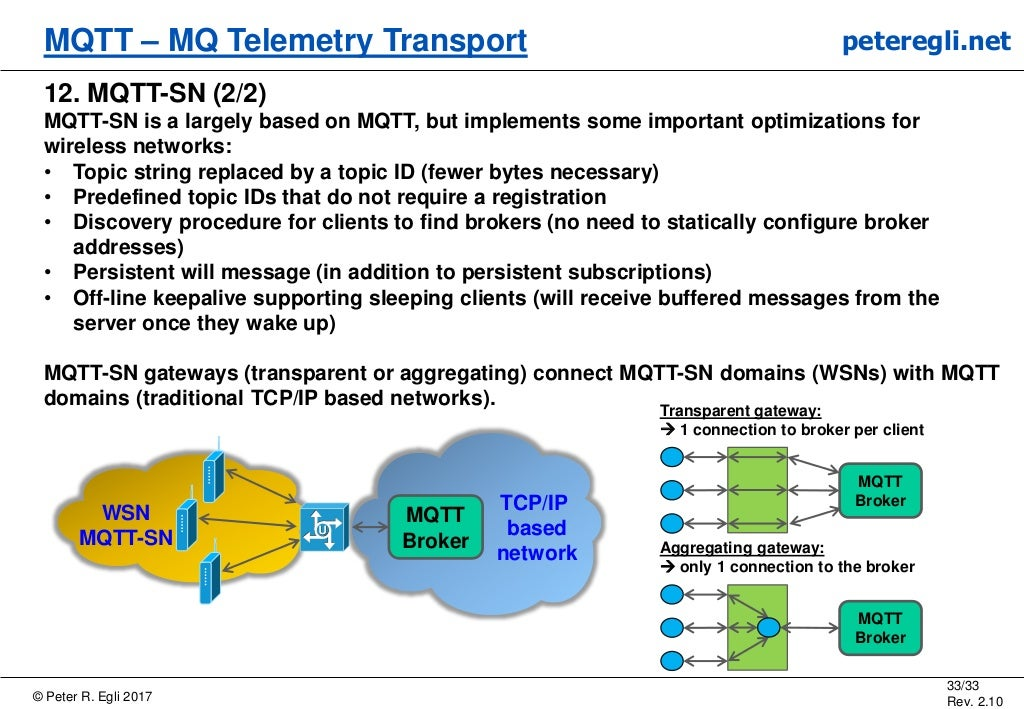 MQTT – MQ Telemetry Transport
peteregli.net
12. MQTT-SN (2/2)
MQTT-SN is a largely based on MQTT, but implements some important optimizations for
wireless networks:
• Topic string replaced by a topic ID (fewer bytes necessary)
• Predefined topic IDs that do not require a registration
• Discovery procedure for clients to find brokers (no need to statically configure broker
addresses)
• Persistent will message (in addition to persistent subscriptions)
• Off-line keepalive supporting sleeping clients (will receive buffered messages from the
server once they wake up)
MQTT-SN gateways (transparent or aggregating) connect MQTT-SN domains (WSNs) with MQTT
domains (traditional TCP/IP based networks).
Transparent gateway:
→ 1 connection to broker per client
MQTT
Broker
WSN
MQTT-SN
U
MQTT
Broker
TCP/IP
based
network
Aggregating gateway:
→ only 1 connection to the broker
MQTT
Broker
© Peter R. Egli 2017
33/33
Rev. 2.10